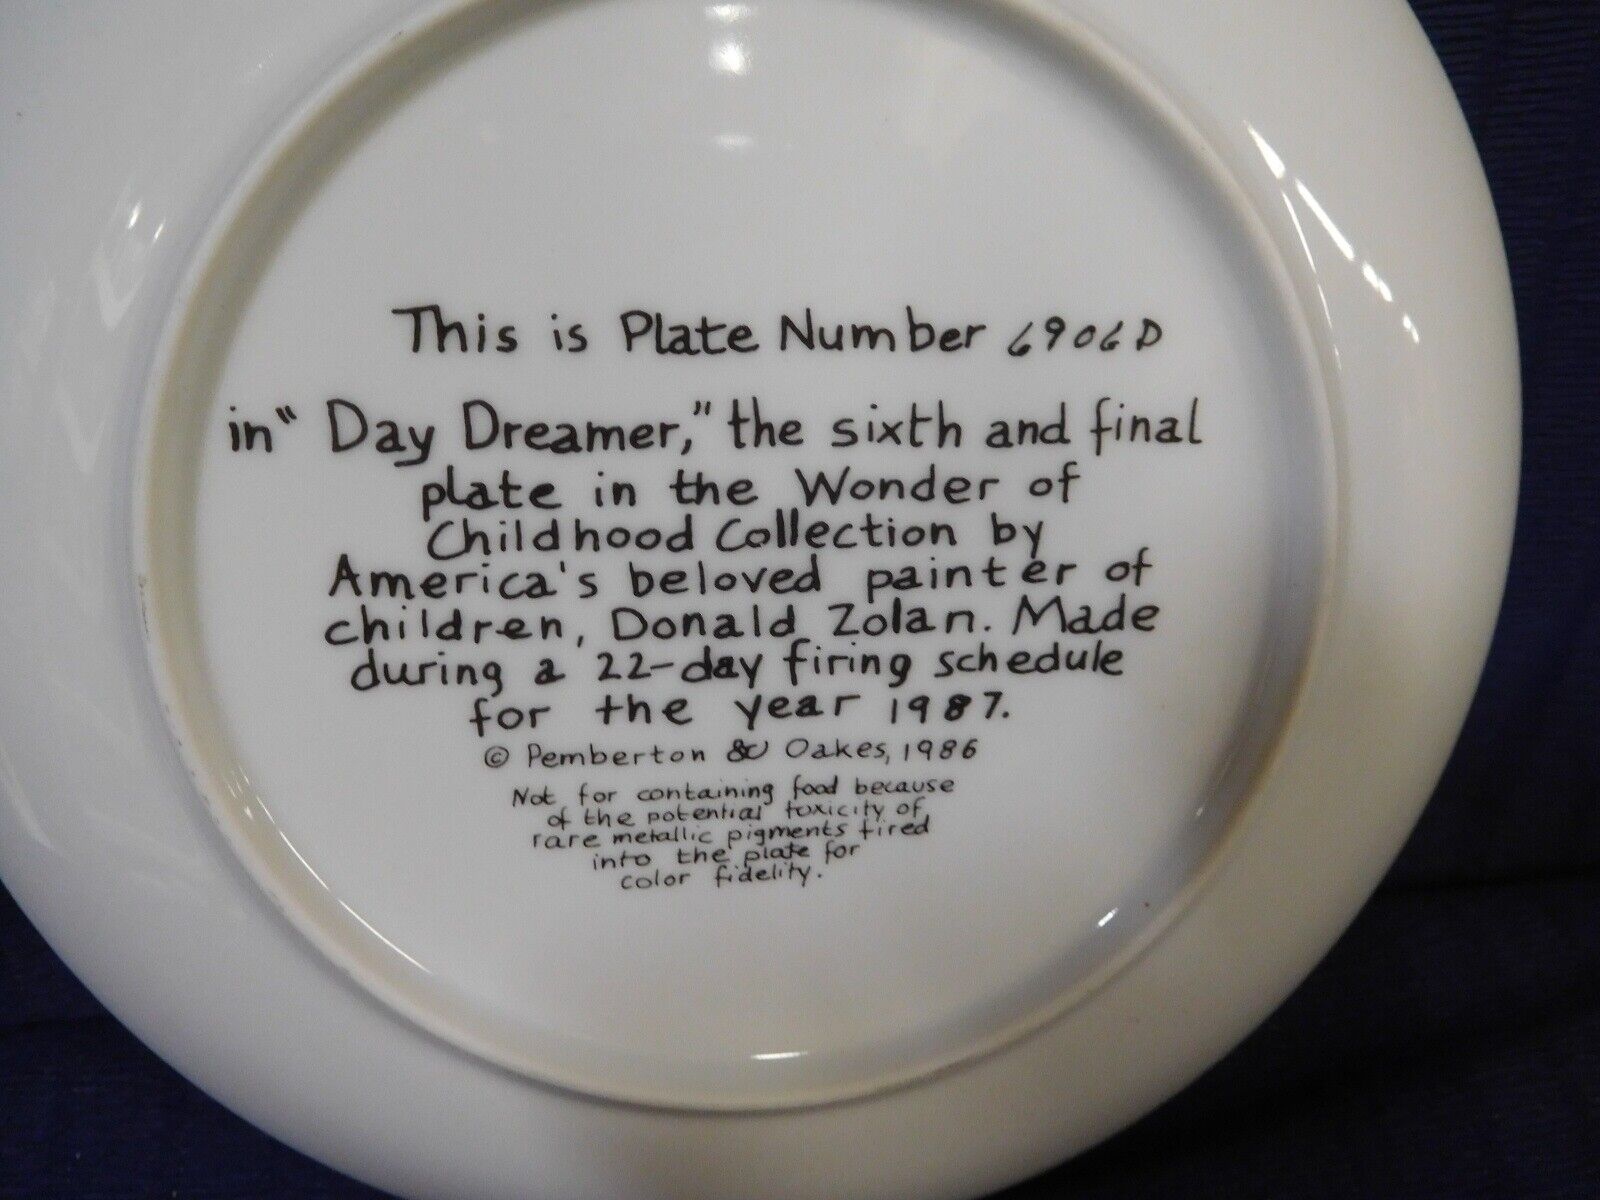 This is Plate Number 6906D
in "Day Dreamer," the sixth and final
plate in the Wonder of
Childhood Collection by
America's beloved painter of
children, Donald Zolan. Made
during a 22-day firing schedule
for the year 1987.
© Pemberton & Oakes, 1986
Not for containing food because
of the potential toxicity of
rare metallic pigments fired
into the plate for
color fidelity.